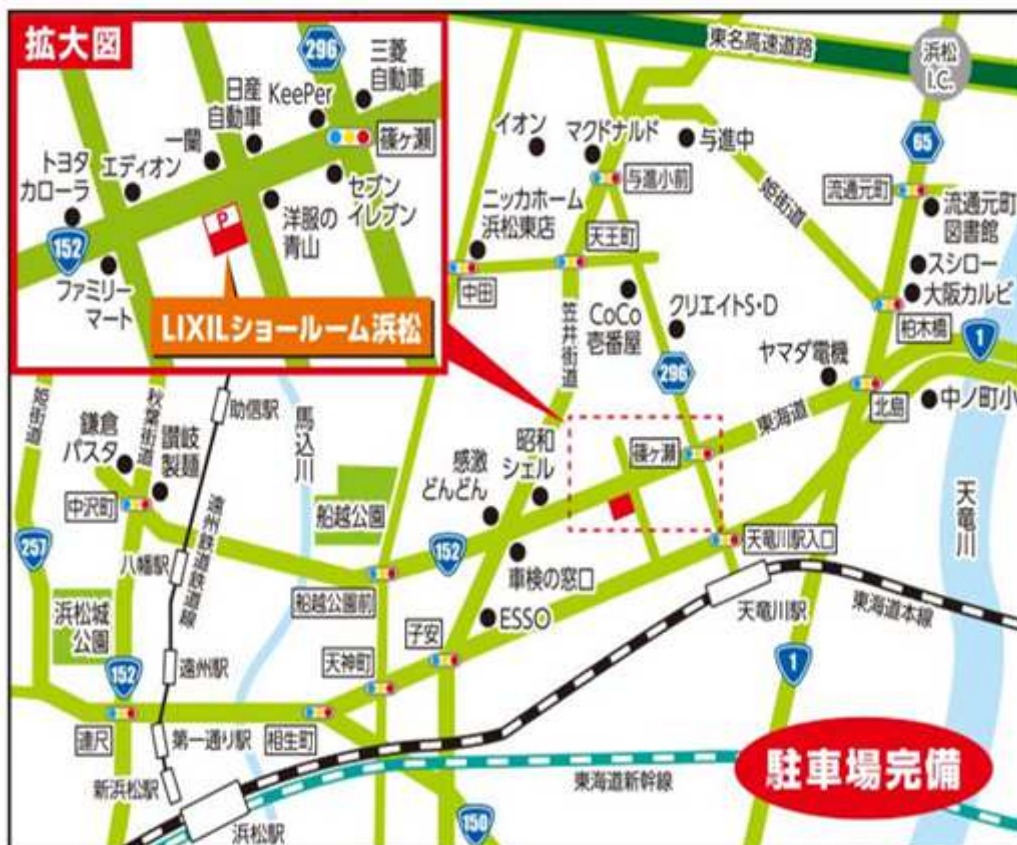 拡大図
296
三菱
自動車
KeePer
日産
自動車
一蘭
エディオン
トヨタ
カローラ
篠ヶ瀬
セブン
イレブン
洋服の
青山
P
152
ファミリー
マート
LIXILショールーム浜松
東名高速道路
浜松
I.C.
イオン
マクドナルド
与進中
65
与進小前
流通元町
姫街道
流通元町
図書館
ニッカホーム
浜松東店
天王町
中田
スシロー
大阪カルビ
柏木橋
CoCo
壱番屋
クリエイトS・D
笠井街道
296
ヤマダ電機
1
北島
中ノ町小
東海道
姫街道
秋葉街道
助信駅
馬込川
鎌倉
パスタ
讃岐
製麺
中沢町
感激
どんどん
昭和
シェル
篠ヶ瀬
船越公園
天竜川
257
遠州鉄道鉄道線
八幡駅
152
車検の窓口
天竜川駅入口
船越公園前
浜松城
公園
ESSO
天竜川駅
東海道本線
子安
天神町
遠州駅
152
1
連尺
第一通り駅
相生町
新浜松駅
浜松駅
150
東海道新幹線
駐車場完備